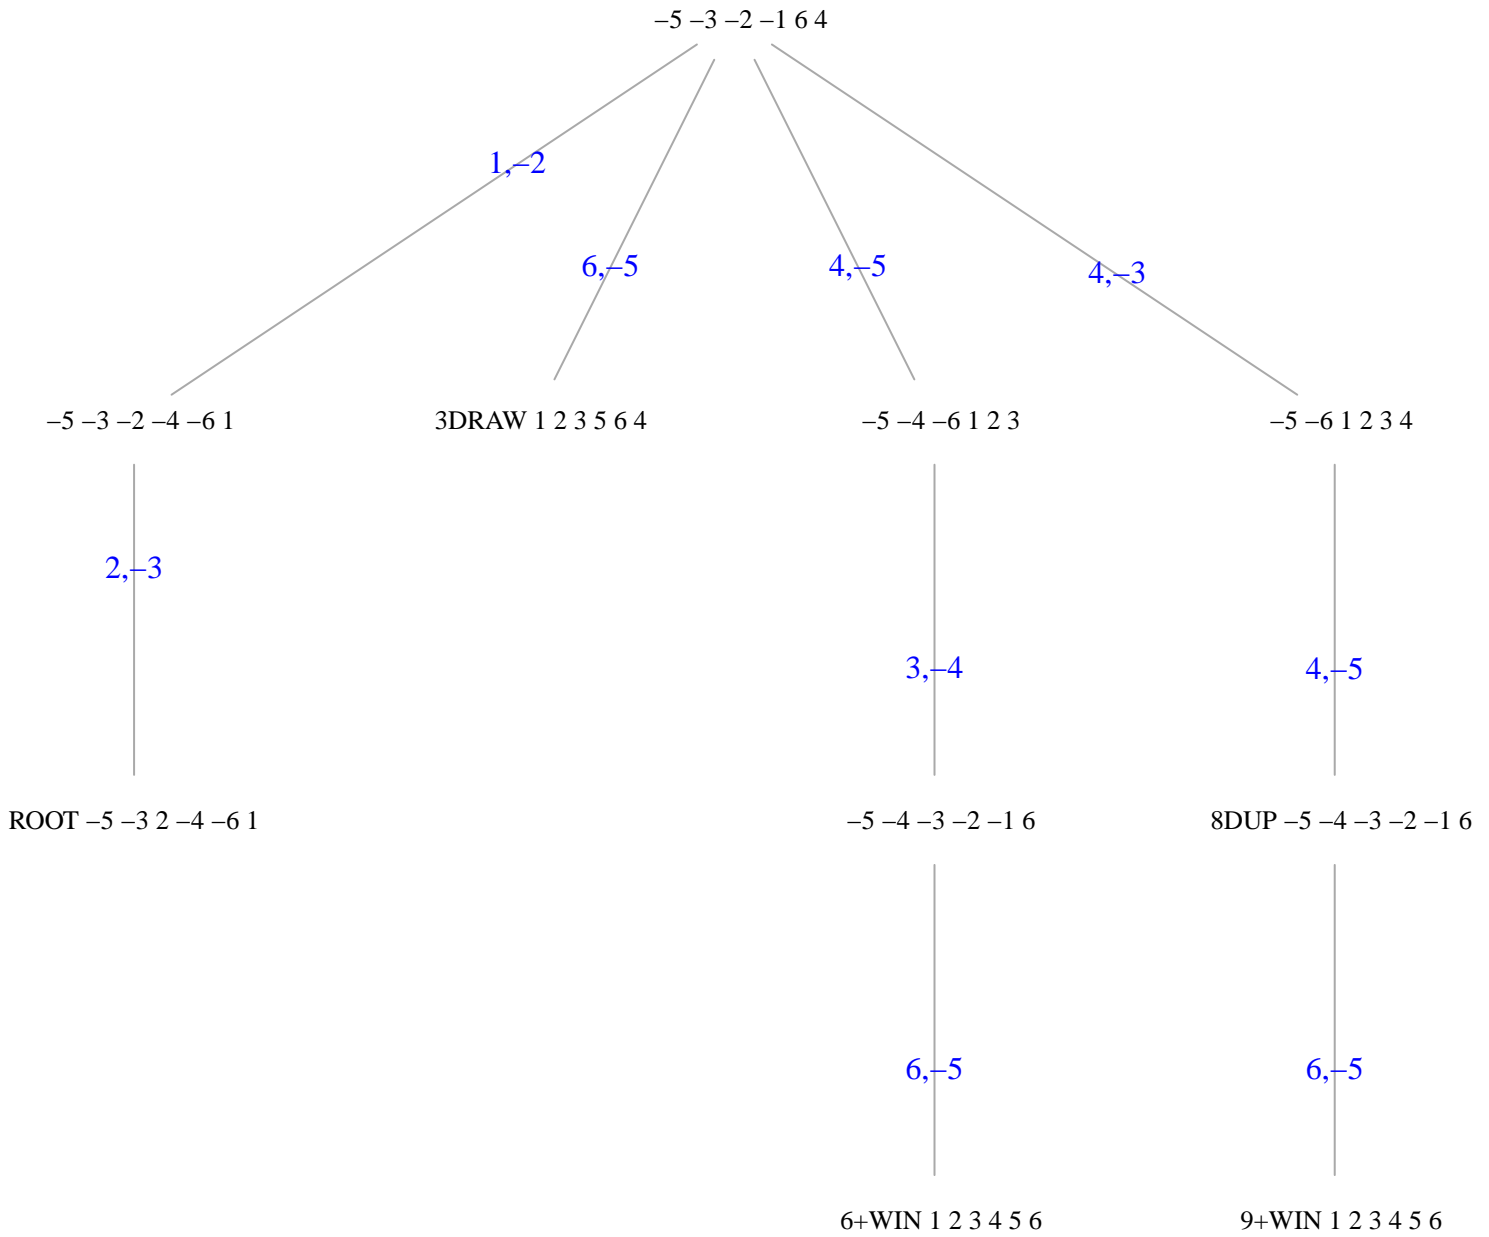 –5 –3 –2 –1 6 4
1,–2
6,–5
4,–5
4,–3
–5 –3 –2 –4 –6 1
3DRAW 1 2 3 5 6 4
–5 –4 –6 1 2 3
–5 –6 1 2 3 4
2,–3
3,–4
4,–5
ROOT –5 –3 2 –4 –6 1
–5 –4 –3 –2 –1 6
8DUP –5 –4 –3 –2 –1 6
6,–5
6,–5
6+WIN 1 2 3 4 5 6
9+WIN 1 2 3 4 5 6